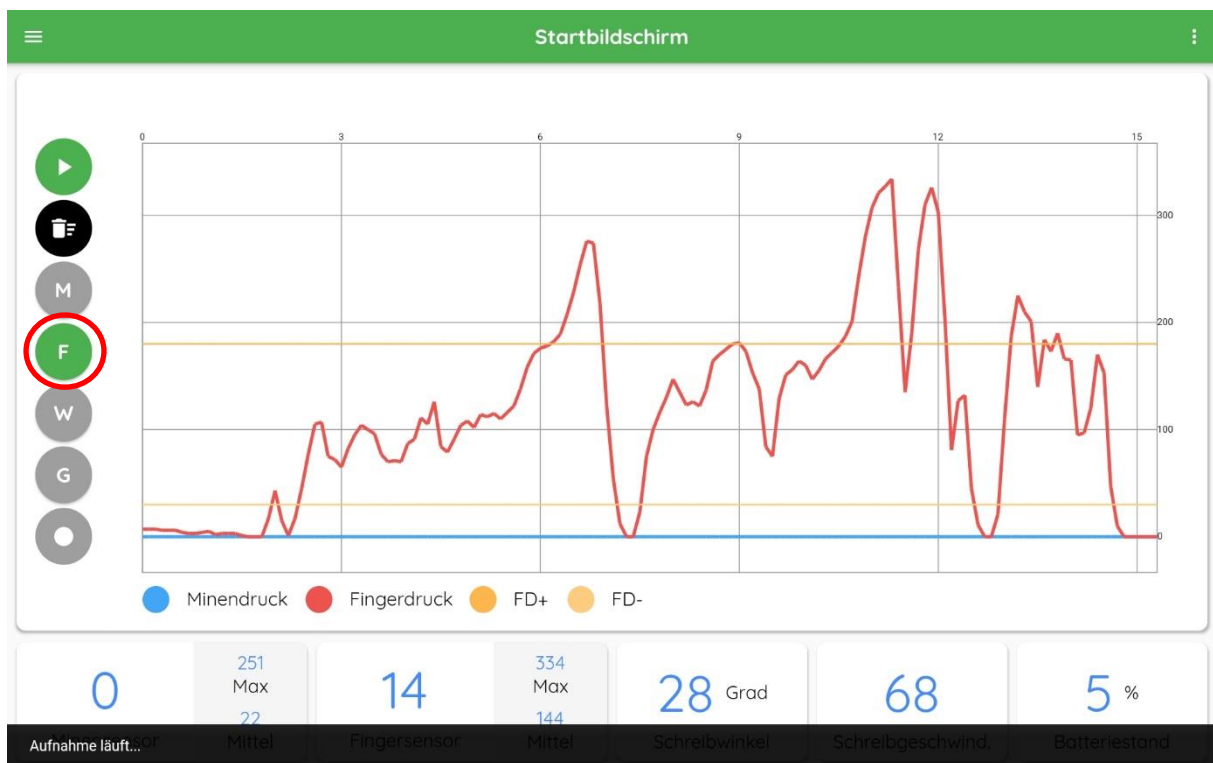 Startbildschirm
0 3 6 9 12 15
300
200
100
0
M
F
W
G
Minendruck Fingerdruck FD+ FD-
0
251
Max
22
Mittel
14
Fingersensor
334
Max
144
Mittel
28 Grad
Schreibwinkel
68
Schreibgeschwind.
5 %
Batteriestand
Aufnahme läuft...